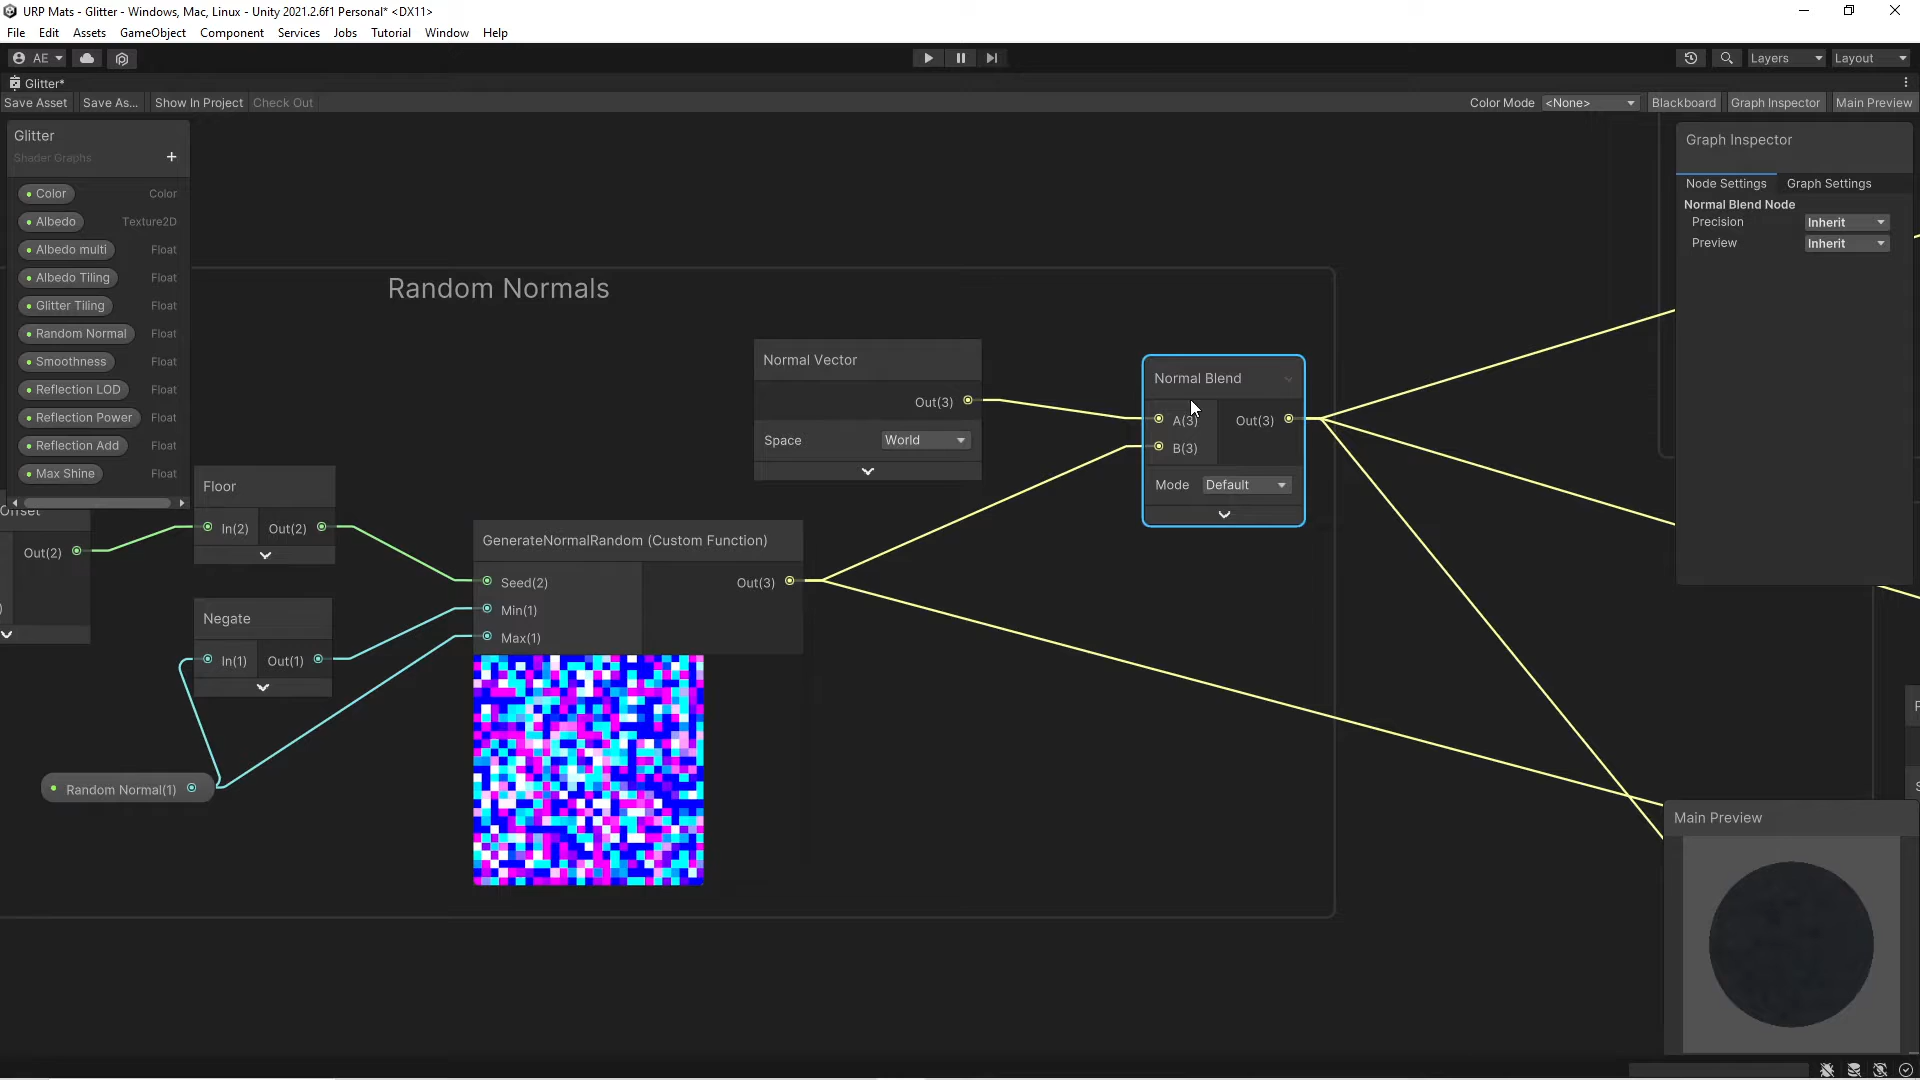 URP Mats - Glitter - Windows, Mac, Linux - Unity 2021.2.6f1 Personal* <DX11>
File Edit Assets GameObject Component Services Jobs Tutorial Window Help
AE Layers Layout
Glitter*
Save Asset Save As... Show In Project Check Out Color Mode <None> Blackboard Graph Inspector Main Preview
Glitter
Shader Graphs
Color Color
Albedo Texture2D
Albedo multi Float
Albedo Tiling Float
Glitter Tiling Float
Random Normal Float
Smoothness Float
Reflection LOD Float
Reflection Power Float
Reflection Add Float
Max Shine Float
Out(2)
Random Normals
Floor
In(2) Out(2)
Negate
In(1) Out(1)
Random Normal(1)
GenerateNormalRandom (Custom Function)
Seed(2) Out(3)
Min(1)
Max(1)
Normal Vector
Out(3)
Space World
Normal Blend
A(3) Out(3)
B(3)
Mode Default
Graph Inspector
Node Settings Graph Settings
Normal Blend Node
Precision Inherit
Preview Inherit
Main Preview